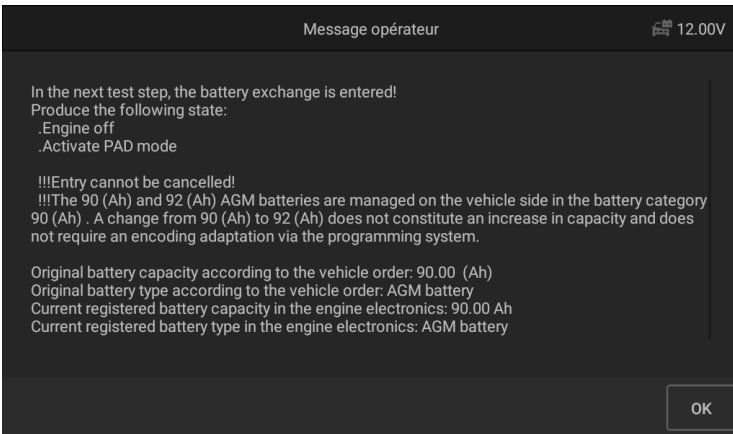 Message opérateur
12.00V
In the next test step, the battery exchange is entered!
Produce the following state:
.Engine off
.Activate PAD mode
!!!Entry cannot be cancelled!
!!!The 90 (Ah) and 92 (Ah) AGM batteries are managed on the vehicle side in the battery category
90 (Ah) . A change from 90 (Ah) to 92 (Ah) does not constitute an increase in capacity and does
not require an encoding adaptation via the programming system.
Original battery capacity according to the vehicle order: 90.00  (Ah)
Original battery type according to the vehicle order: AGM battery
Current registered battery capacity in the engine electronics: 90.00 Ah
Current registered battery type in the engine electronics: AGM battery
OK